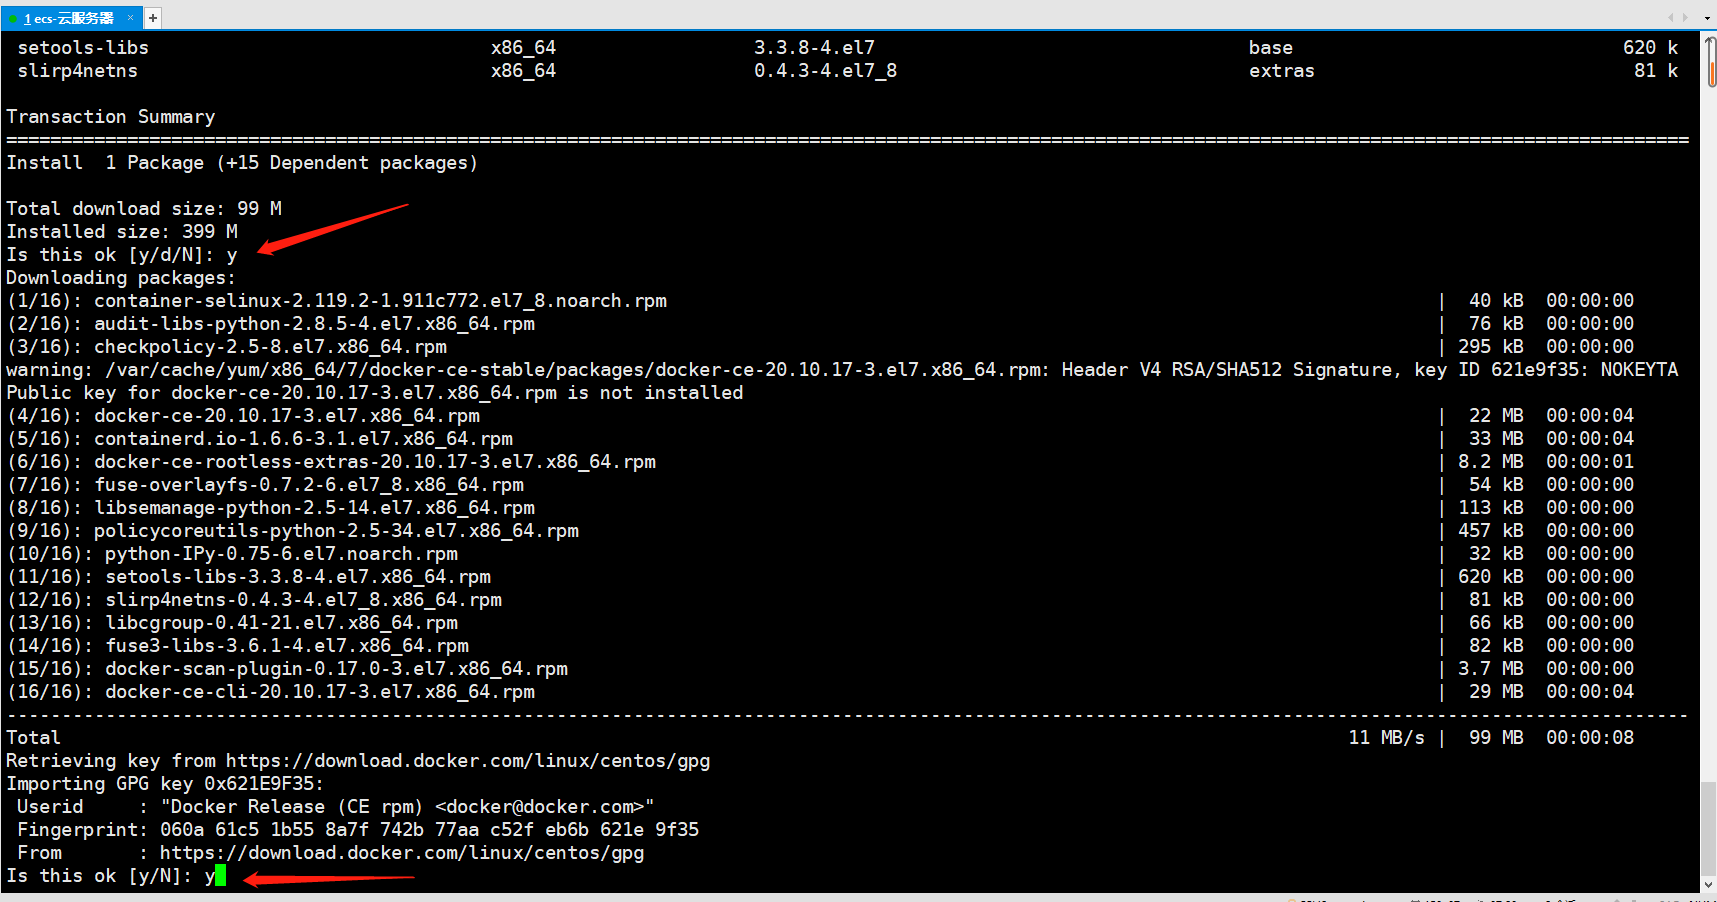 1 ecs-云服务器 × +
setools-libs x86_64 3.3.8-4.el7 base 620 k
slirp4netns x86_64 0.4.3-4.el7_8 extras 81 k
Transaction Summary
================================================================================
Install  1 Package (+15 Dependent packages)
Total download size: 99 M
Installed size: 399 M
Is this ok [y/d/N]: y
Downloading packages:
(1/16): container-selinux-2.119.2-1.911c772.el7_8.noarch.rpm | 40 kB 00:00:00
(2/16): audit-libs-python-2.8.5-4.el7.x86_64.rpm | 76 kB 00:00:00
(3/16): checkpolicy-2.5-8.el7.x86_64.rpm | 295 kB 00:00:00
warning: /var/cache/yum/x86_64/7/docker-ce-stable/packages/docker-ce-20.10.17-3.el7.x86_64.rpm: Header V4 RSA/SHA512 Signature, key ID 621e9f35: NOKEYTA
Public key for docker-ce-20.10.17-3.el7.x86_64.rpm is not installed
(4/16): docker-ce-20.10.17-3.el7.x86_64.rpm | 22 MB 00:00:04
(5/16): containerd.io-1.6.6-3.1.el7.x86_64.rpm | 33 MB 00:00:04
(6/16): docker-ce-rootless-extras-20.10.17-3.el7.x86_64.rpm | 8.2 MB 00:00:01
(7/16): fuse-overlayfs-0.7.2-6.el7_8.x86_64.rpm | 54 kB 00:00:00
(8/16): libsemanage-python-2.5-14.el7.x86_64.rpm | 113 kB 00:00:00
(9/16): policycoreutils-python-2.5-34.el7.x86_64.rpm | 457 kB 00:00:00
(10/16): python-IPy-0.75-6.el7.noarch.rpm | 32 kB 00:00:00
(11/16): setools-libs-3.3.8-4.el7.x86_64.rpm | 620 kB 00:00:00
(12/16): slirp4netns-0.4.3-4.el7_8.x86_64.rpm | 81 kB 00:00:00
(13/16): libcgroup-0.41-21.el7.x86_64.rpm | 66 kB 00:00:00
(14/16): fuse3-libs-3.6.1-4.el7.x86_64.rpm | 82 kB 00:00:00
(15/16): docker-scan-plugin-0.17.0-3.el7.x86_64.rpm | 3.7 MB 00:00:00
(16/16): docker-ce-cli-20.10.17-3.el7.x86_64.rpm | 29 MB 00:00:04
--------------------------------------------------------------------------------
Total 11 MB/s | 99 MB 00:00:08
Retrieving key from https://download.docker.com/linux/centos/gpg
Importing GPG key 0x621E9F35:
Userid     : "Docker Release (CE rpm) <docker@docker.com>"
Fingerprint: 060a 61c5 1b55 8a7f 742b 77aa c52f eb6b 621e 9f35
From       : https://download.docker.com/linux/centos/gpg
Is this ok [y/N]: y